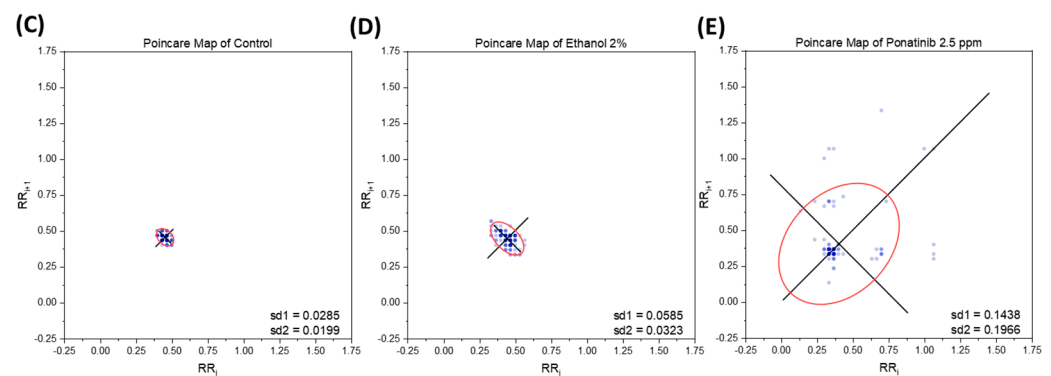 (C)
Poincare Map of Control
1.75
1.50
1.25
1.00
0.75
0.50
0.25
0.00
-0.25
RRi+1
sd1 = 0.0285
sd2 = 0.0199
-0.25 0.00 0.25 0.50 0.75 1.00 1.25 1.50 1.75
RRi
(D)
Poincare Map of Ethanol 2%
1.75
1.50
1.25
1.00
0.75
0.50
0.25
0.00
-0.25
RRi+1
sd1 = 0.0585
sd2 = 0.0323
-0.25 0.00 0.25 0.50 0.75 1.00 1.25 1.50 1.75
RRi
(E)
Poincare Map of Ponatinib 2.5 ppm
1.75
1.50
1.25
1.00
0.75
0.50
0.25
0.00
-0.25
RRi+1
sd1 = 0.1438
sd2 = 0.1966
-0.25 0.00 0.25 0.50 0.75 1.00 1.25 1.50 1.75
RRi